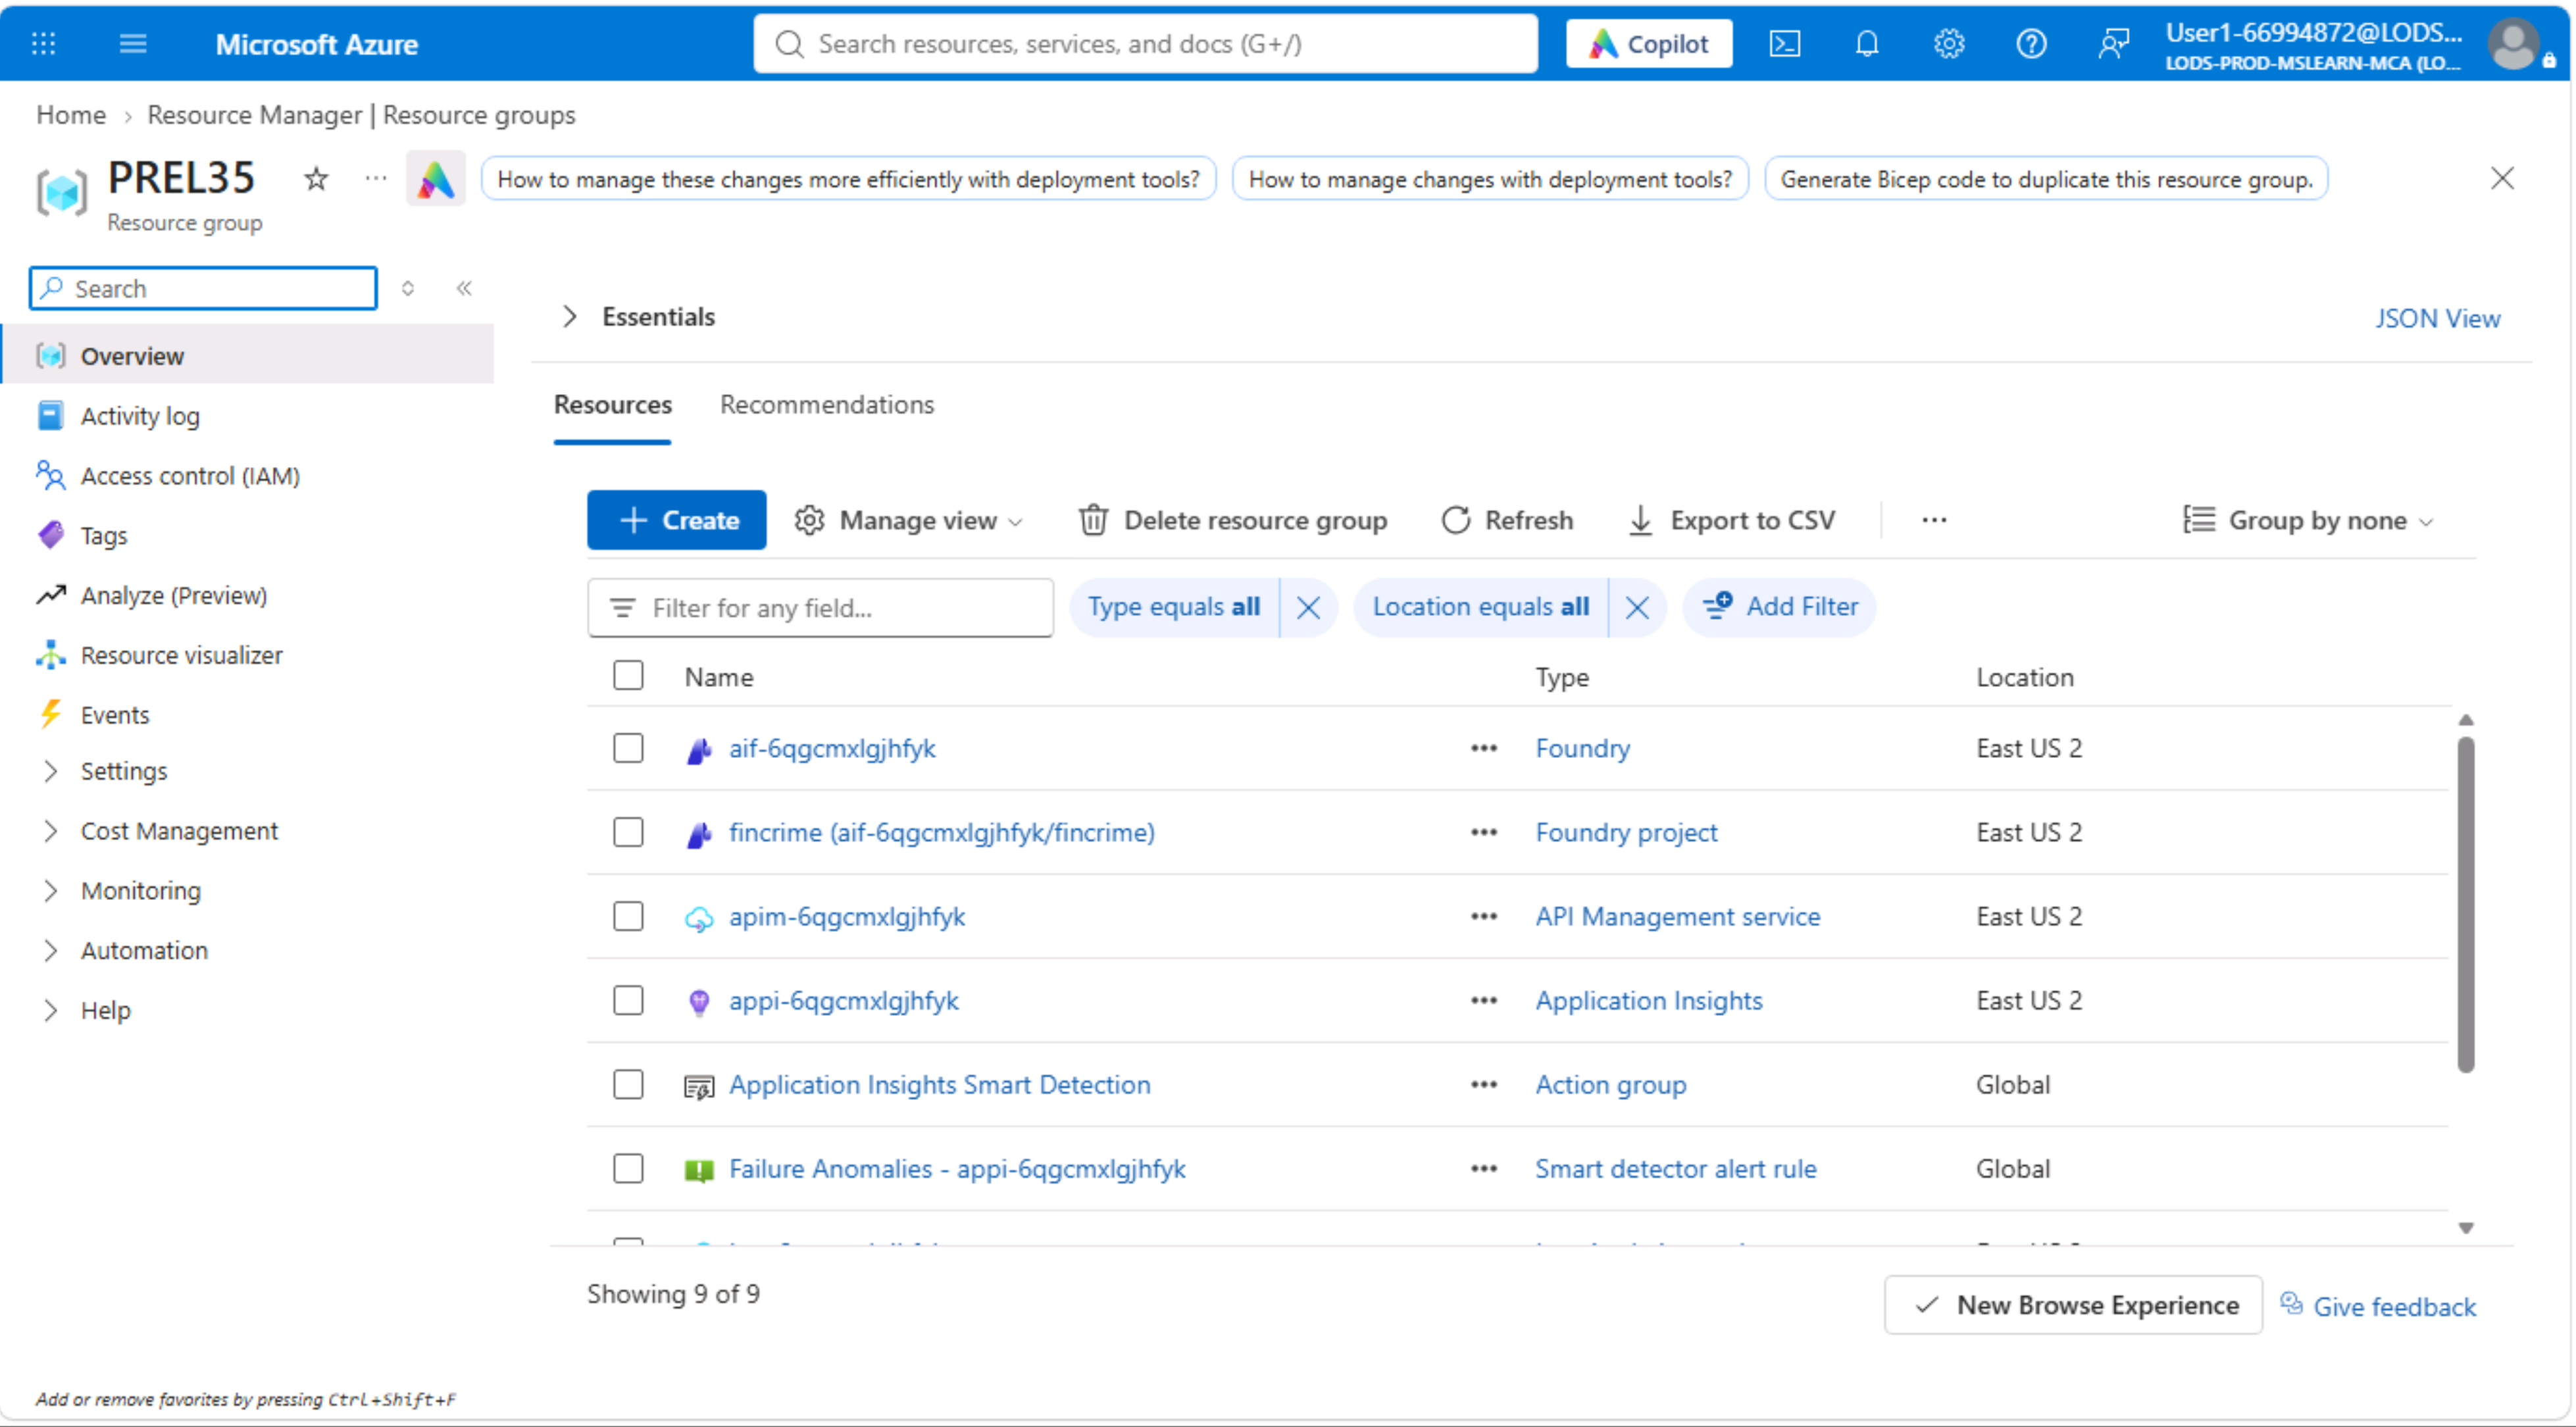 Microsoft Azure
Search resources, services, and docs (G+/)
Copilot
User1-66994872@LODS...
LODS-PROD-MSLEARN-MCA (LO...
Home > Resource Manager | Resource groups
PREL35
Resource group
How to manage these changes more efficiently with deployment tools?
How to manage changes with deployment tools?
Generate Bicep code to duplicate this resource group.
Search
Overview
Activity log
Access control (IAM)
Tags
Analyze (Preview)
Resource visualizer
Events
Settings
Cost Management
Monitoring
Automation
Help
Essentials
JSON View
Resources Recommendations
Create Manage view Delete resource group Refresh Export to CSV ... Group by none
Filter for any field... Type equals all Location equals all Add Filter
Name Type Location
aif-6qgcmxlgjhfyk ... Foundry East US 2
fincrime (aif-6qgcmxlgjhfyk/fincrime) ... Foundry project East US 2
apim-6qgcmxlgjhfyk ... API Management service East US 2
appi-6qgcmxlgjhfyk ... Application Insights East US 2
Application Insights Smart Detection ... Action group Global
Failure Anomalies - appi-6qgcmxlgjhfyk ... Smart detector alert rule Global
Showing 9 of 9
New Browse Experience
Give feedback
Add or remove favorites by pressing Ctrl+Shift+F